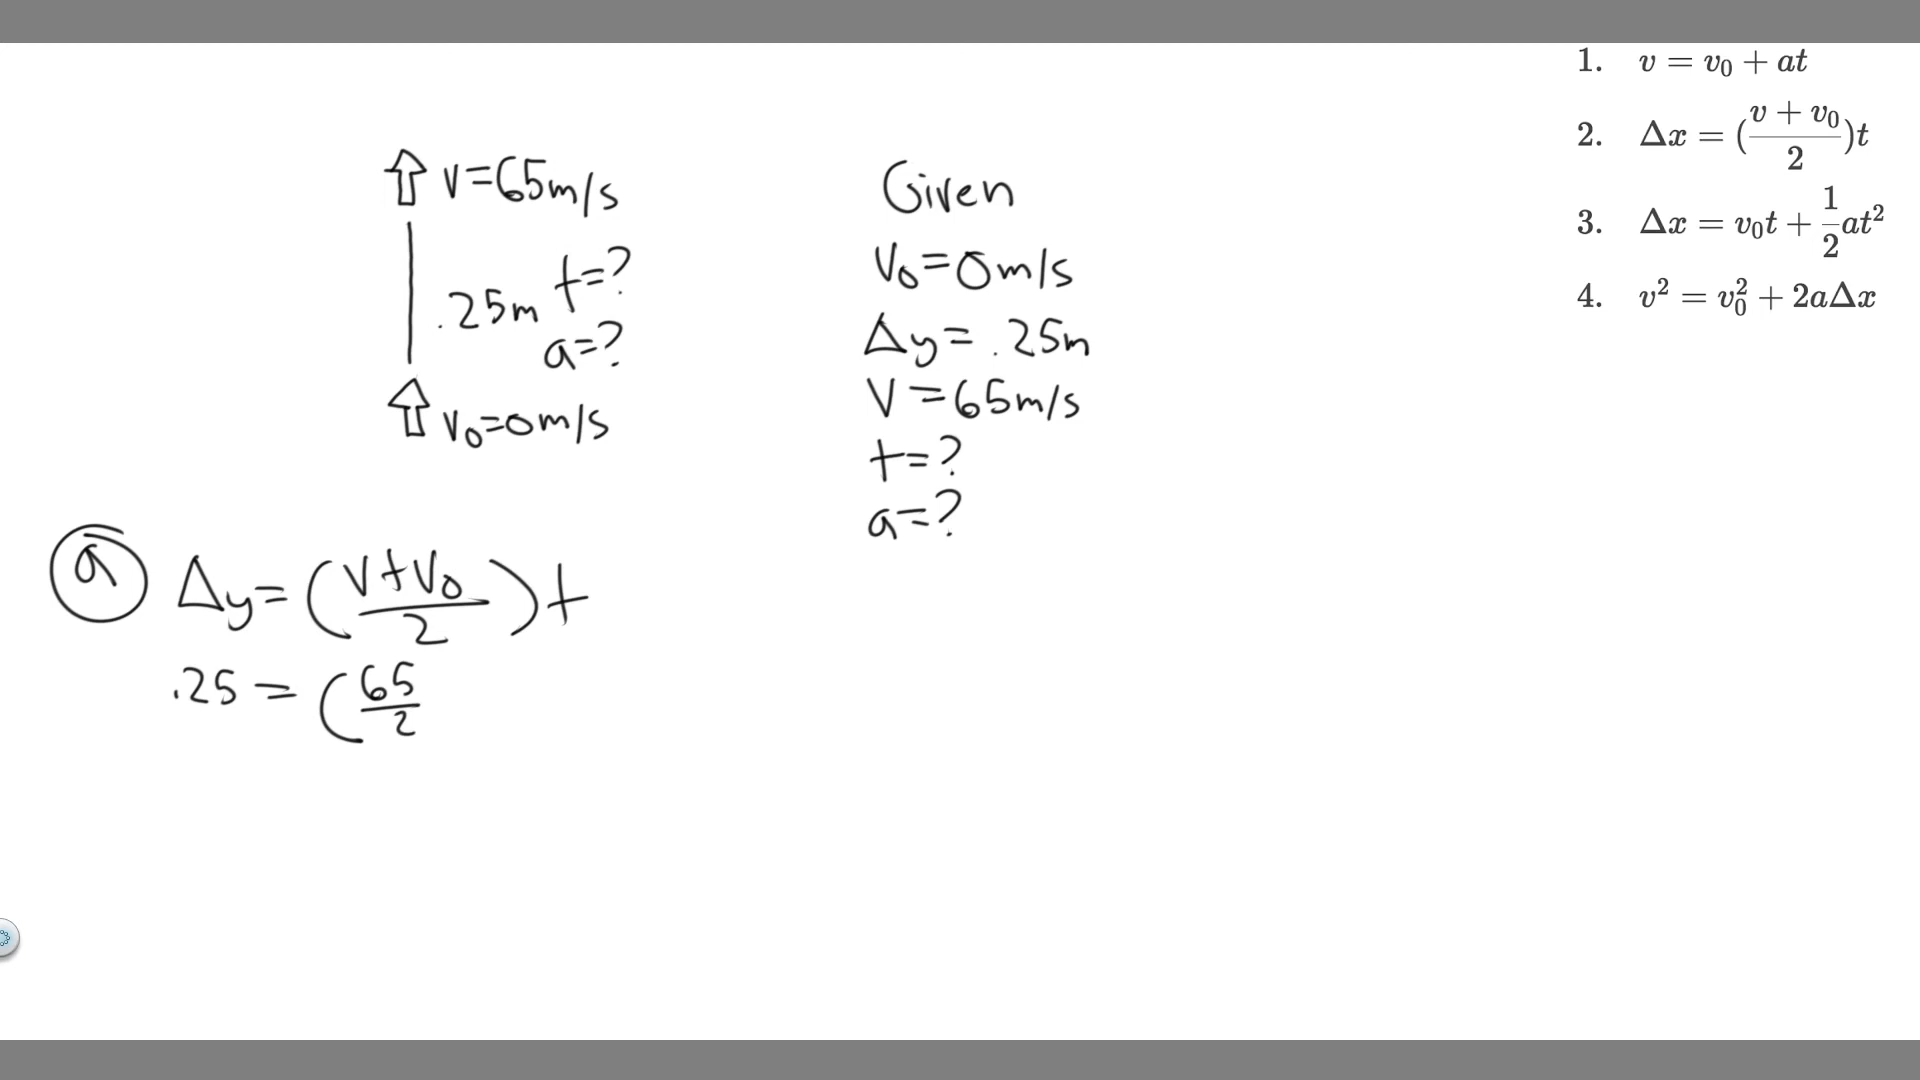 1. v = v₀ + at
2. Δx = ((v + v₀)/2)t
3. Δx = v₀t + (1/2)at²
4. v² = v₀² + 2aΔx
v=65m/s
t=?
.25m
a=?
v₀=0m/s
Given
v₀=0m/s
Δy=.25m
v=65m/s
t=?
a=?
a Δy=((v+v₀)/2)t
.25=(65/2